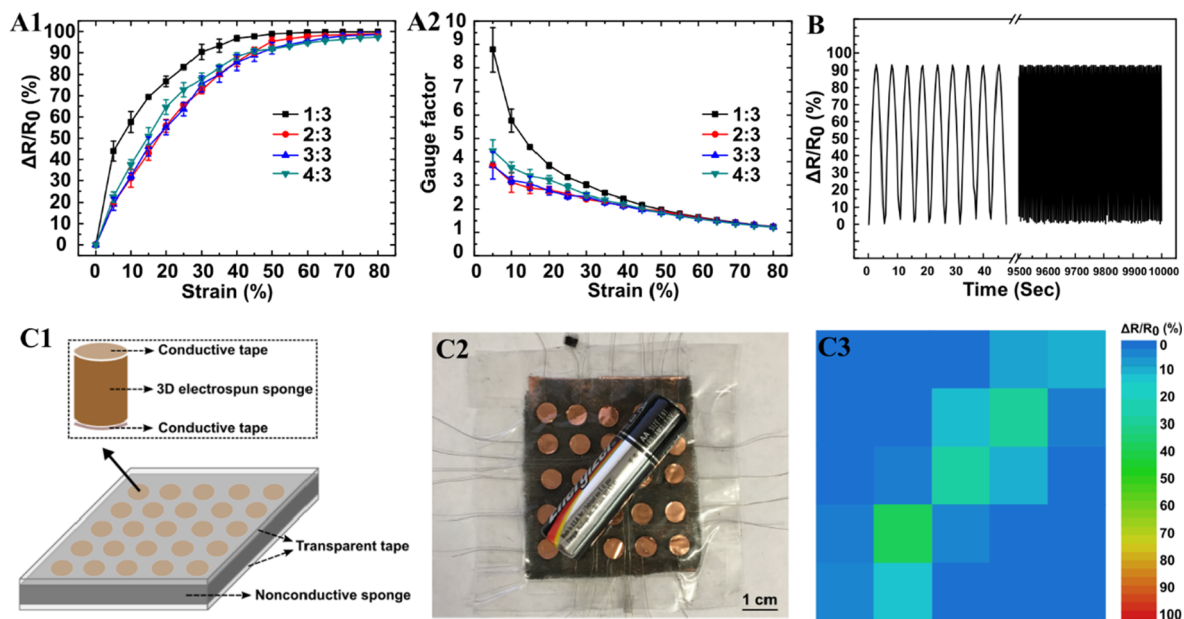 A1
ΔR/R0 (%)
100
90
80
70
60
50
40
30
20
10
0
1:3
2:3
3:3
4:3
0 10 20 30 40 50 60 70 80
Strain (%)
A2
Gauge factor
9
8
7
6
5
4
3
2
1
0
1:3
2:3
3:3
4:3
0 10 20 30 40 50 60 70 80
Strain (%)
B
ΔR/R0 (%)
100
90
80
70
60
50
40
30
20
10
0
0 10 20 30 40 9500 9600 9700 9800 9900 10000
Time (Sec)
C1
Conductive tape
3D electrospun sponge
Conductive tape
Transparent tape
Nonconductive sponge
C2
Energizer
AA
1 cm
C3
ΔR/R0 (%)
0
10
20
30
40
50
60
70
80
90
100